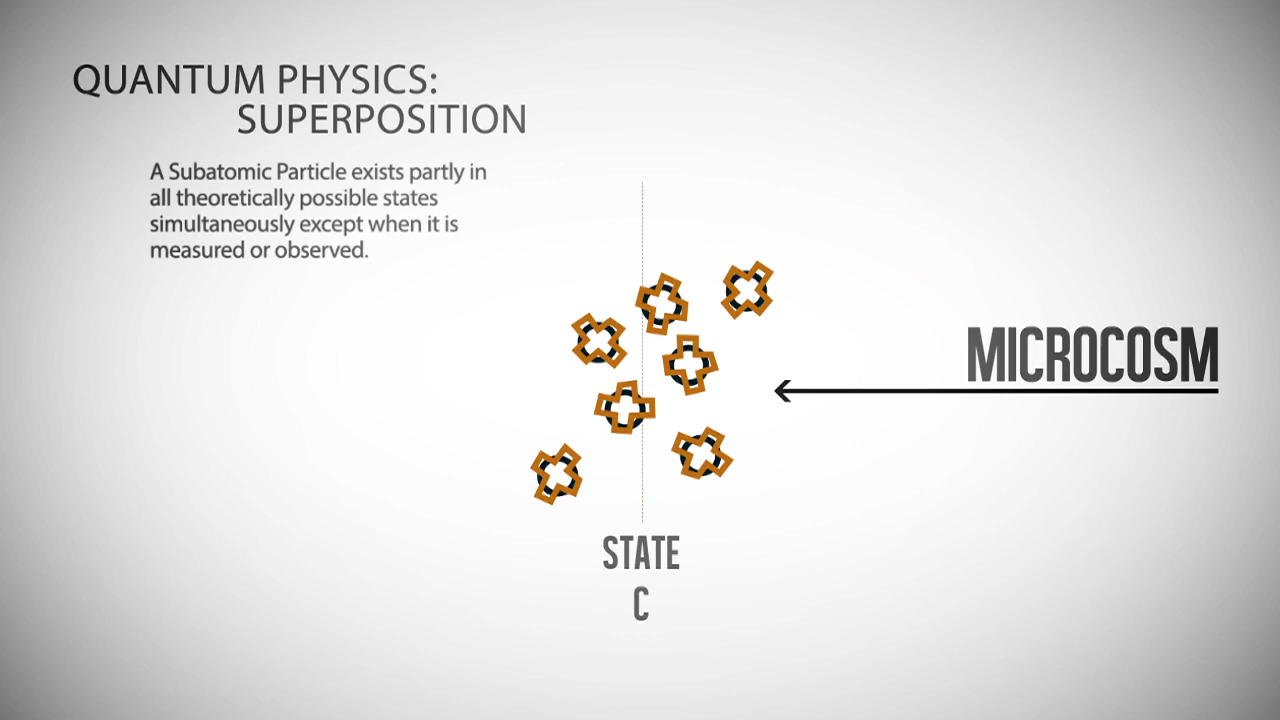 QUANTUM PHYSICS:
SUPERPOSITION
A Subatomic Particle exists partly in
all theoretically possible states
simultaneously except when it is
measured or observed.
MICROCOSM
STATE
C